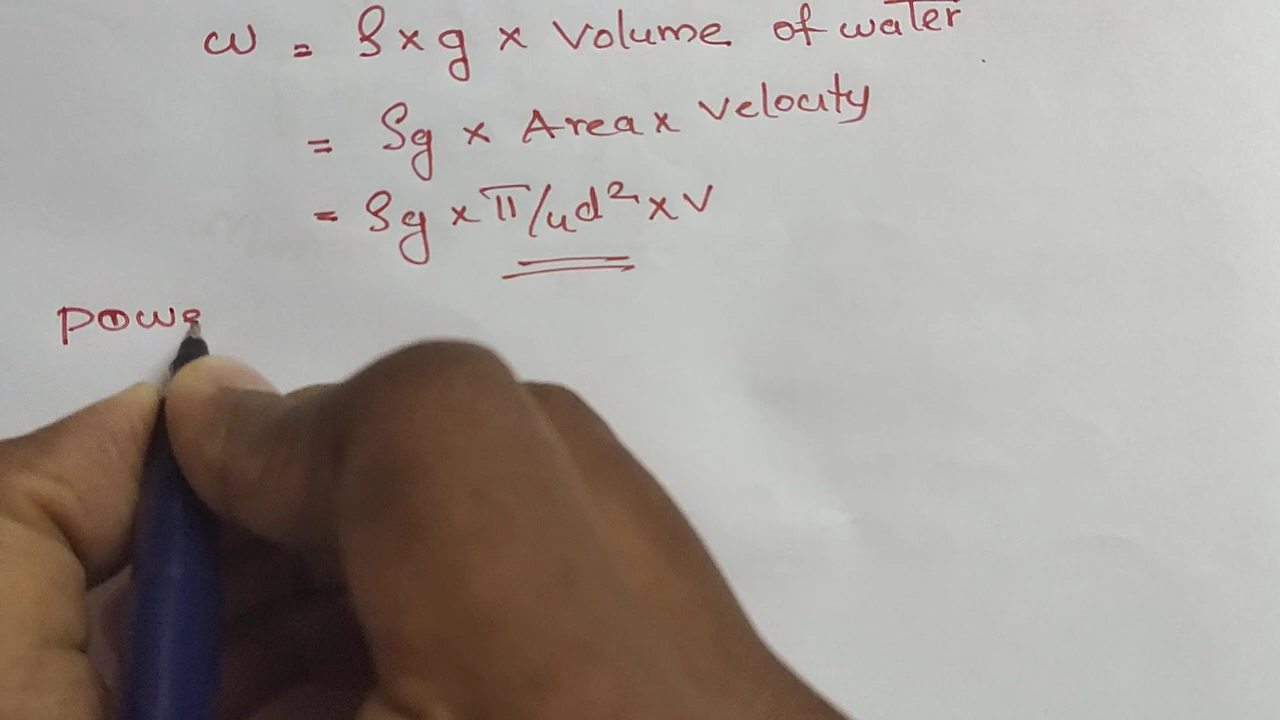 ω = ρ x g x Volume of water
= ρg x Area x Velocity
= ρg x π/4 d² x V
Powe